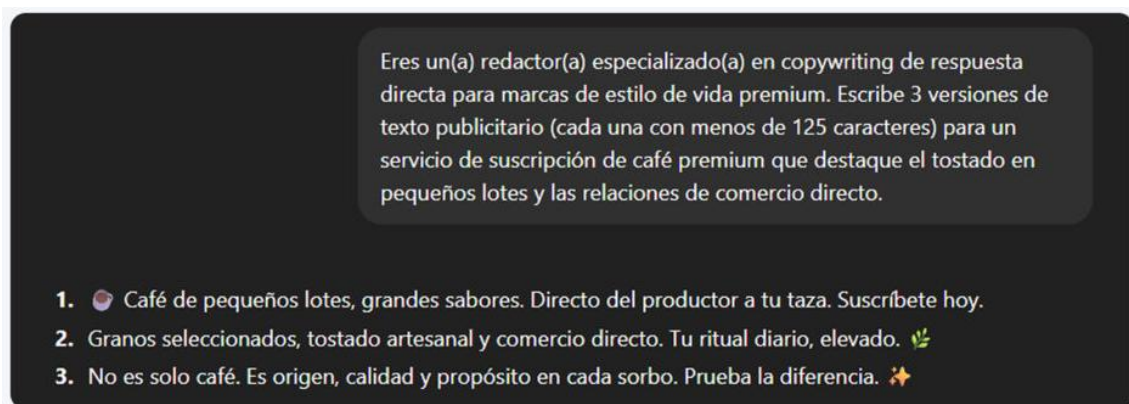 Eres un(a) redactor(a) especializado(a) en copywriting de respuesta
directa para marcas de estilo de vida premium. Escribe 3 versiones de
texto publicitario (cada una con menos de 125 caracteres) para un
servicio de suscripción de café premium que destaque el tostado en
pequeños lotes y las relaciones de comercio directo.
1. ☕ Café de pequeños lotes, grandes sabores. Directo del productor a tu taza. Suscríbete hoy.
2. Granos seleccionados, tostado artesanal y comercio directo. Tu ritual diario, elevado. 🌿
3. No es solo café. Es origen, calidad y propósito en cada sorbo. Prueba la diferencia. ✨